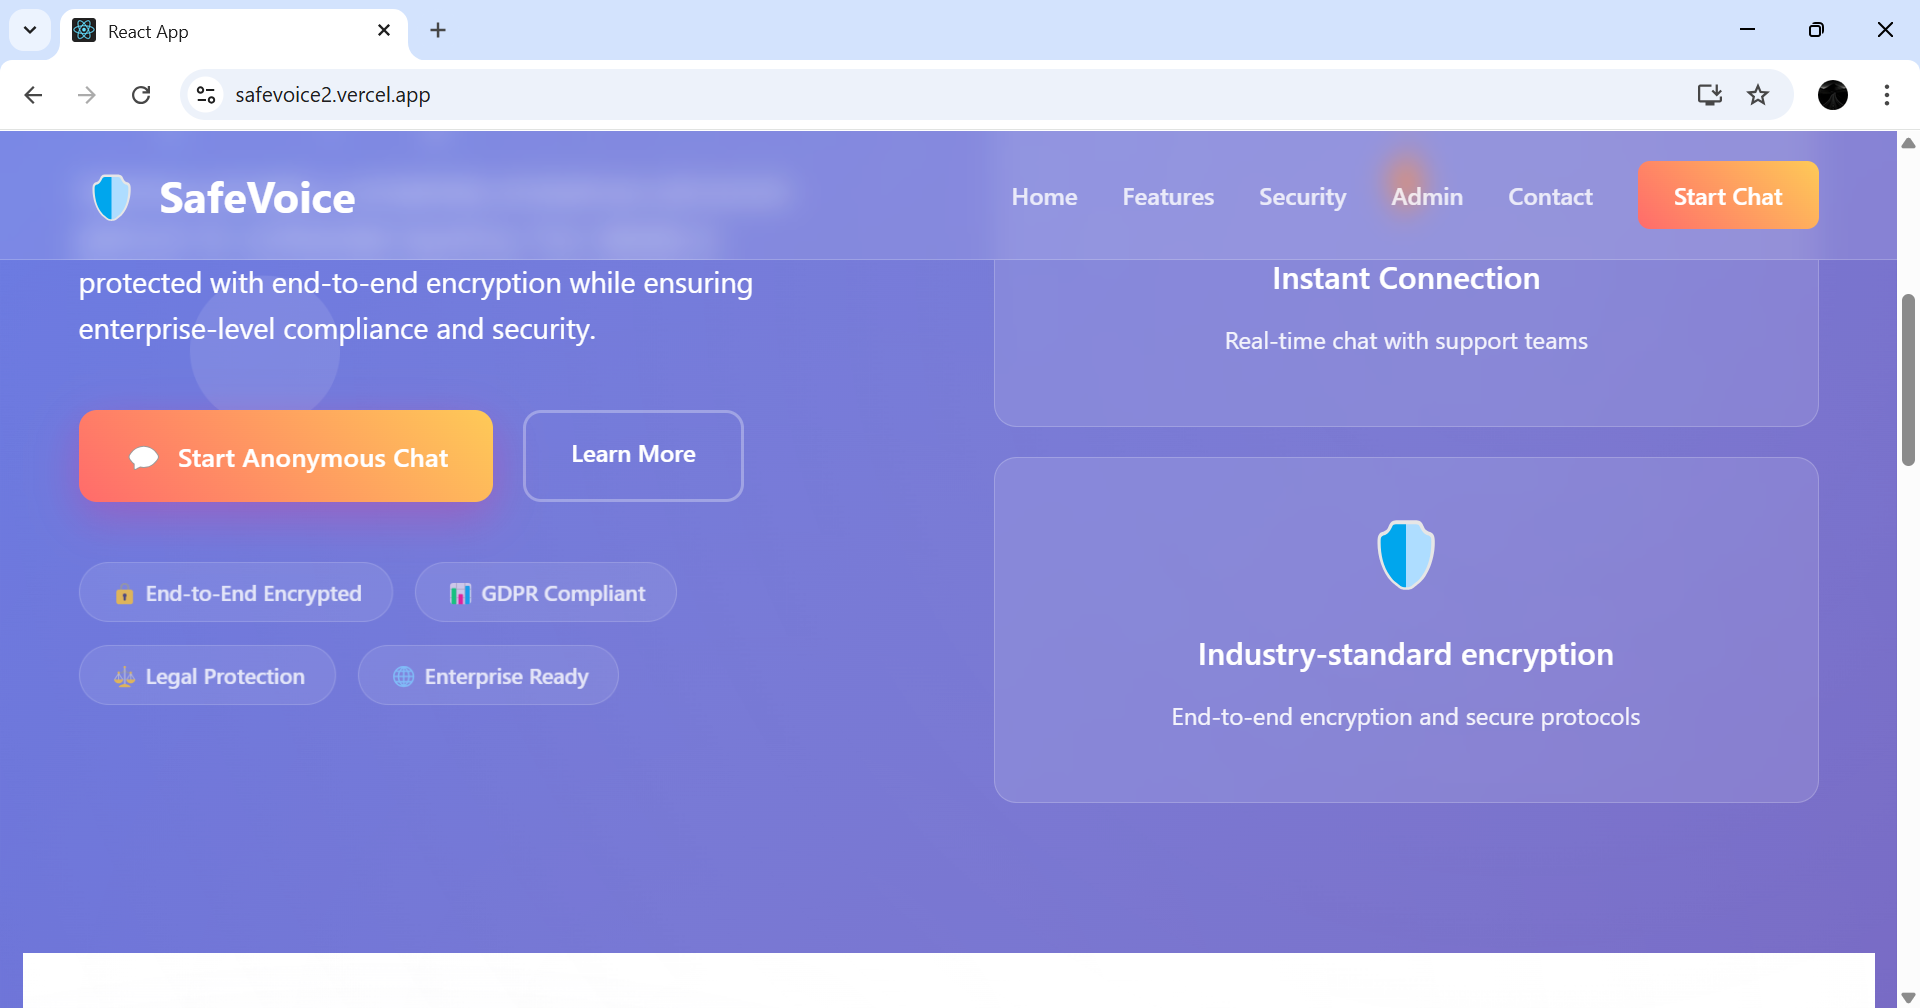 React App
safevoice2.vercel.app
SafeVoice
Home
Features
Security
Admin
Contact
Start Chat
protected with end-to-end encryption while ensuring
enterprise-level compliance and security.
Start Anonymous Chat
Learn More
End-to-End Encrypted
GDPR Compliant
Legal Protection
Enterprise Ready
Instant Connection
Real-time chat with support teams
Industry-standard encryption
End-to-end encryption and secure protocols